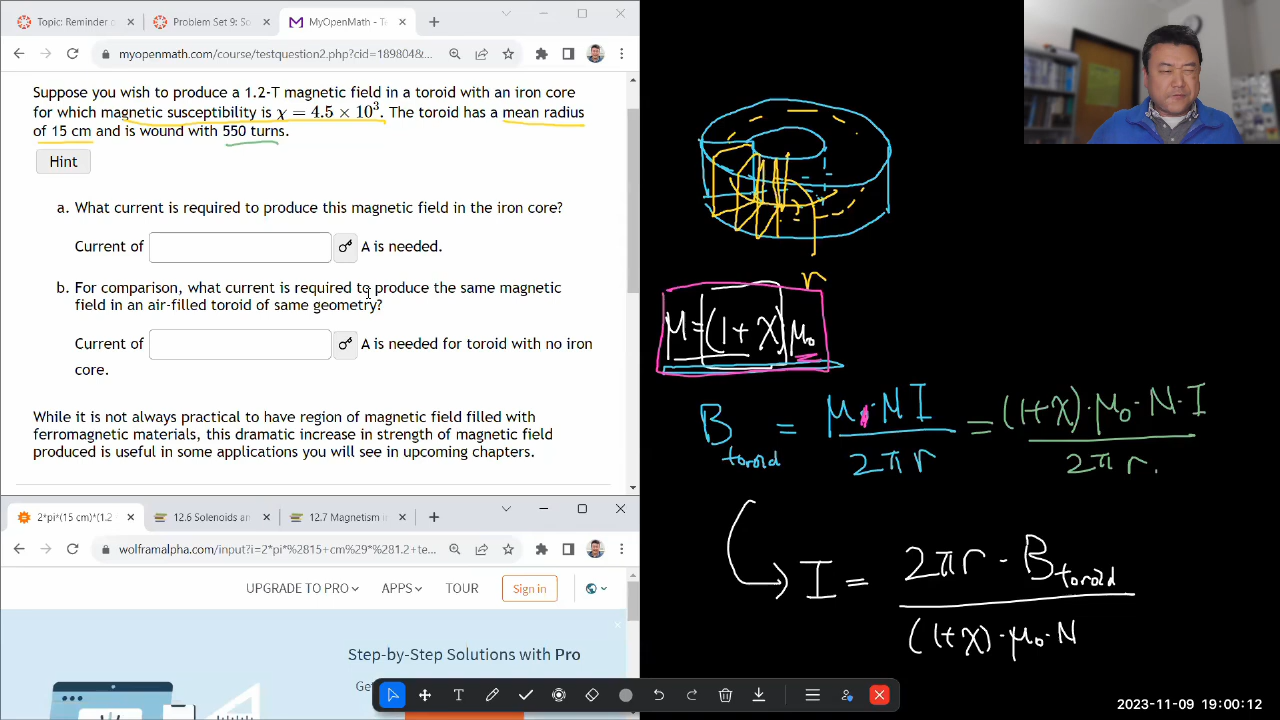 Topic: Reminder c
Problem Set 9: So
MyOpenMath - Te
myopenmath.com/course/testquestion2.php?cid=189804&...
Suppose you wish to produce a 1.2-T magnetic field in a toroid with an iron core
for which magnetic susceptibility is χ = 4.5 × 10³. The toroid has a mean radius
of 15 cm and is wound with 550 turns.
Hint
a. What current is required to produce this magnetic field in the iron core?
Current of A is needed.
b. For comparison, what current is required to produce the same magnetic
field in an air-filled toroid of same geometry?
Current of A is needed for toroid with no iron
core.
While it is not always practical to have region of magnetic field filled with
ferromagnetic materials, this dramatic increase in strength of magnetic field
produced is useful in some applications you will see in upcoming chapters.
2*pi*(15 cm)*(1.2
12.6 Solenoids an
12.7 Magnetism i
wolframalpha.com/input?i=2*pi*%2815+cm%29*%281.2+te...
UPGRADE TO PRO
APPS
TOUR
Sign in
Step-by-Step Solutions with Pro
Ge
r
μ = (1 + χ) μ₀
B toroid = μ · N I / 2π r = (1+χ) · μ₀ · N · I / 2π r.
I = 2πr · B toroid / (1+χ) · μ₀ · N
T
2023-11-09 19:00:12